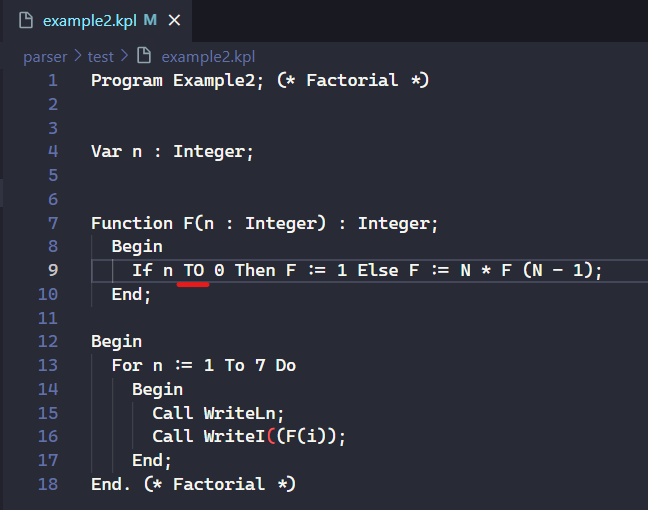 example2.kpl M
parser > test > example2.kpl
1 Program Example2; (* Factorial *)
2
3
4 Var n : Integer;
5
6
7 Function F(n : Integer) : Integer;
8 Begin
9 If n TO 0 Then F := 1 Else F := N * F (N - 1);
10 End;
11
12 Begin
13 For n := 1 To 7 Do
14 Begin
15 Call WriteLn;
16 Call WriteI((F(i));
17 End;
18 End. (* Factorial *)